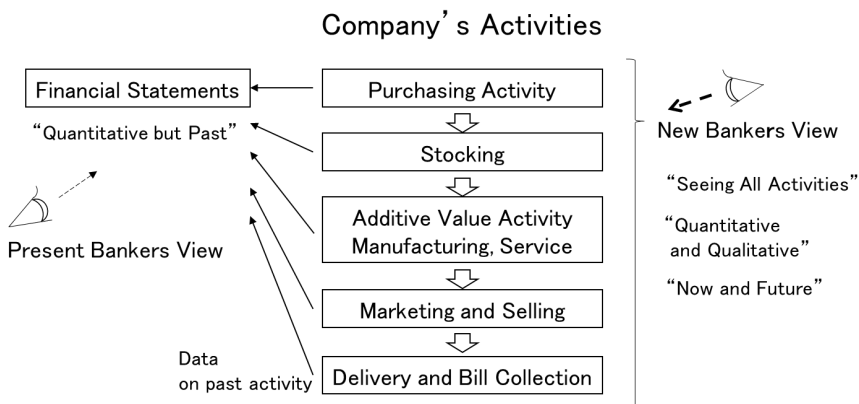 Company's Activities
Financial Statements
“Quantitative but Past”
Present Bankers View
Data
on past activity
Purchasing Activity
Stocking
Additive Value Activity
Manufacturing, Service
Marketing and Selling
Delivery and Bill Collection
New Bankers View
“Seeing All Activities”
“Quantitative
and Qualitative”
“Now and Future”